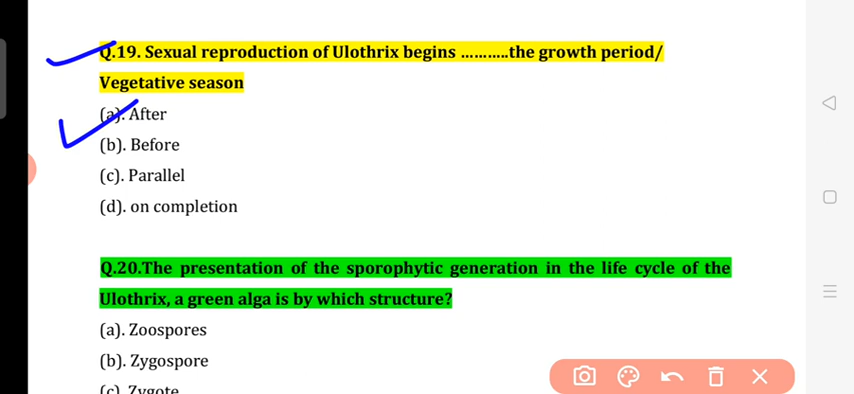 Q.19. Sexual reproduction of Ulothrix begins ...........the growth period/
Vegetative season
(a). After
(b). Before
(c). Parallel
(d). on completion
Q.20.The presentation of the sporophytic generation in the life cycle of the
Ulothrix, a green alga is by which structure?
(a). Zoospores
(b). Zygospore
(c). Zygote